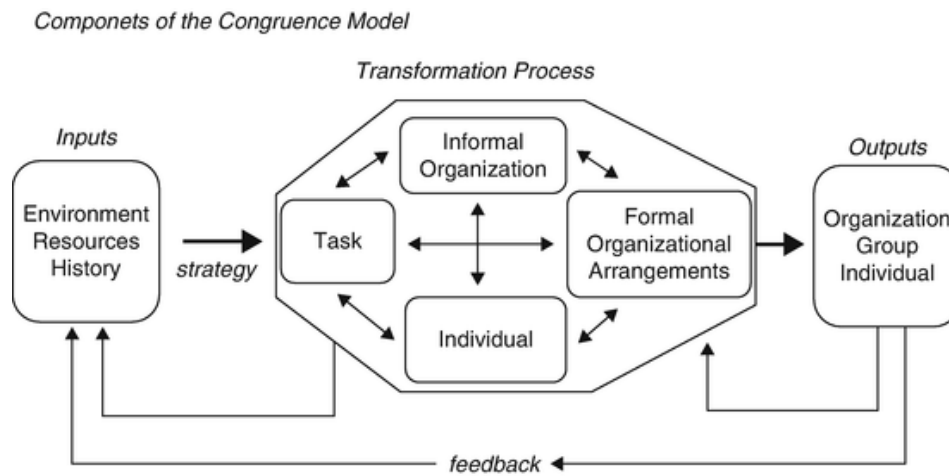 Componets of the Congruence Model
Transformation Process
Inputs
Environment
Resources
History
strategy
Informal
Organization
Task
Formal
Organizational
Arrangements
Individual
Outputs
Organization
Group
Individual
feedback